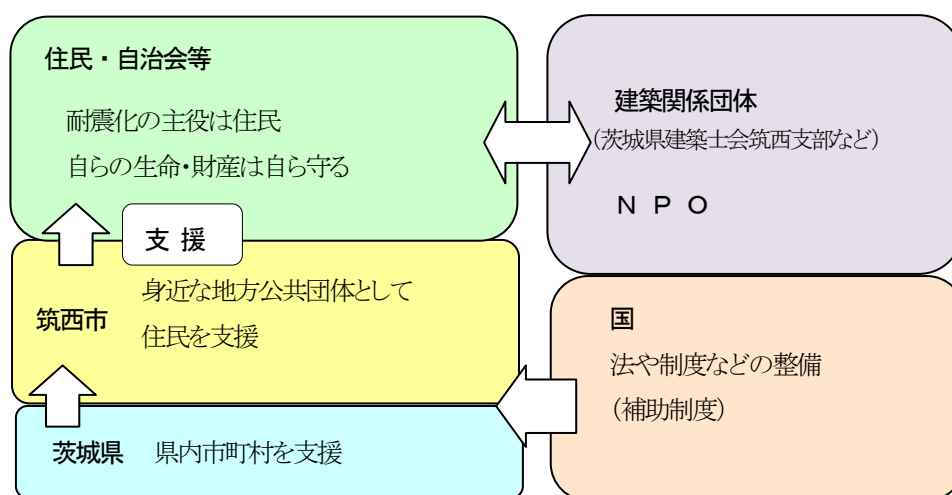 住民・自治会等
耐震化の主役は住民
自らの生命・財産は自ら守る
支 援
筑西市
身近な地方公共団体として
住民を支援
茨城県 県内市町村を支援
建築関係団体
（茨城県建築士会筑西支部など）
Ｎ Ｐ Ｏ
国
法や制度などの整備
（補助制度）